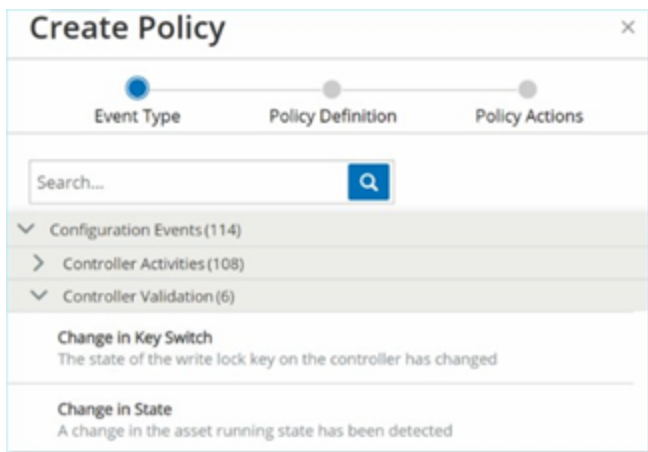 Create Policy
Event Type
Policy Definition
Policy Actions
Search...
Configuration Events (114)
Controller Activities (108)
Controller Validation (6)
Change in Key Switch
The state of the write lock key on the controller has changed
Change in State
A change in the asset running state has been detected